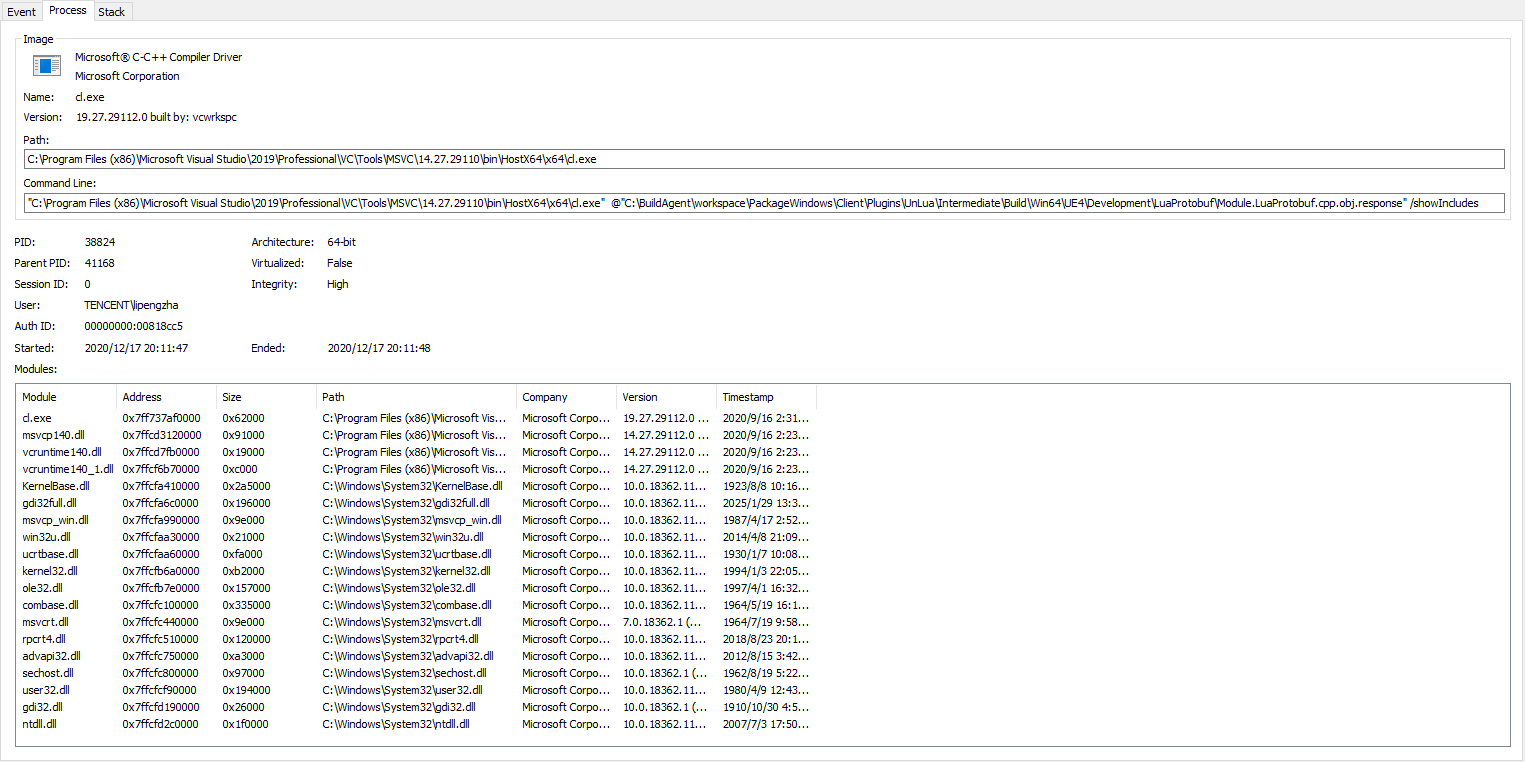 Event Process Stack
Image
Microsoft® C-C++ Compiler Driver
Microsoft Corporation
Name: cl.exe
Version: 19.27.29112.0 built by: vcwrkspc
Path:
C:\Program Files (x86)\Microsoft Visual Studio\2019\Professional\VC\Tools\MSVC\14.27.29110\bin\HostX64\x64\cl.exe
Command Line:
"C:\Program Files (x86)\Microsoft Visual Studio\2019\Professional\VC\Tools\MSVC\14.27.29110\bin\HostX64\x64\cl.exe" @"C:\BuildAgent\workspace\PackageWindows\Client\Plugins\UnLua\Intermediate\Build\Win64\UE4\Development\LuaProtobuf\Module.LuaProtobuf.cpp.obj.response" /showIncludes
PID: 38824 Architecture: 64-bit
Parent PID: 41168 Virtualized: False
Session ID: 0 Integrity: High
User: TENCENT\lipengzha
Auth ID: 00000000:00818cc5
Started: 2020/12/17 20:11:47 Ended: 2020/12/17 20:11:48
Modules:
Module Address Size Path Company Version Timestamp
cl.exe 0x7ff737af0000 0x62000 C:\Program Files (x86)\Microsoft Vis... Microsoft Corpo... 19.27.29112.0 ... 2020/9/16 2:31...
msvcp140.dll 0x7ffcd3120000 0x91000 C:\Program Files (x86)\Microsoft Vis... Microsoft Corpo... 14.27.29112.0 ... 2020/9/16 2:23...
vcruntime140.dll 0x7ffcd7fb0000 0x19000 C:\Program Files (x86)\Microsoft Vis... Microsoft Corpo... 14.27.29112.0 ... 2020/9/16 2:23...
vcruntime140_1.dll 0x7ffcf6b70000 0xc000 C:\Program Files (x86)\Microsoft Vis... Microsoft Corpo... 14.27.29112.0 ... 2020/9/16 2:23...
KernelBase.dll 0x7ffcfa410000 0x2a5000 C:\Windows\System32\KernelBase.dll Microsoft Corpo... 10.0.18362.11... 1923/8/8 10:16...
gdi32full.dll 0x7ffcfa6c0000 0x196000 C:\Windows\System32\gdi32full.dll Microsoft Corpo... 10.0.18362.11... 2025/1/29 13:3...
msvcp_win.dll 0x7ffcfa990000 0x9e000 C:\Windows\System32\msvcp_win.dll Microsoft Corpo... 10.0.18362.11... 1987/4/17 2:52...
win32u.dll 0x7ffcfaa30000 0x21000 C:\Windows\System32\win32u.dll Microsoft Corpo... 10.0.18362.11... 2014/4/8 21:09...
ucrtbase.dll 0x7ffcfaa60000 0xfa000 C:\Windows\System32\ucrtbase.dll Microsoft Corpo... 10.0.18362.11... 1930/1/7 10:08...
kernel32.dll 0x7ffcfb6a0000 0xb2000 C:\Windows\System32\kernel32.dll Microsoft Corpo... 10.0.18362.11... 1994/1/3 22:05...
ole32.dll 0x7ffcfb7e0000 0x157000 C:\Windows\System32\ole32.dll Microsoft Corpo... 10.0.18362.11... 1997/4/1 16:32...
combase.dll 0x7ffcfc100000 0x335000 C:\Windows\System32\combase.dll Microsoft Corpo... 10.0.18362.11... 1964/5/19 16:1...
msvcrt.dll 0x7ffcfc440000 0x9e000 C:\Windows\System32\msvcrt.dll Microsoft Corpo... 7.0.18362.1 (... 1964/7/19 9:58...
rpcrt4.dll 0x7ffcfc510000 0x120000 C:\Windows\System32\rpcrt4.dll Microsoft Corpo... 10.0.18362.11... 2018/8/23 20:1...
advapi32.dll 0x7ffcfc750000 0xa3000 C:\Windows\System32\advapi32.dll Microsoft Corpo... 10.0.18362.11... 2012/8/15 3:42...
sechost.dll 0x7ffcfc800000 0x97000 C:\Windows\System32\sechost.dll Microsoft Corpo... 10.0.18362.1 (... 1962/8/19 5:22...
user32.dll 0x7ffcfcf90000 0x194000 C:\Windows\System32\user32.dll Microsoft Corpo... 10.0.18362.11... 1980/4/9 12:43...
gdi32.dll 0x7ffcfd190000 0x26000 C:\Windows\System32\gdi32.dll Microsoft Corpo... 10.0.18362.1 (... 1910/10/30 4:5...
ntdll.dll 0x7ffcfd2c0000 0x1f0000 C:\Windows\System32\ntdll.dll Microsoft Corpo... 10.0.18362.11... 2007/7/3 17:50...